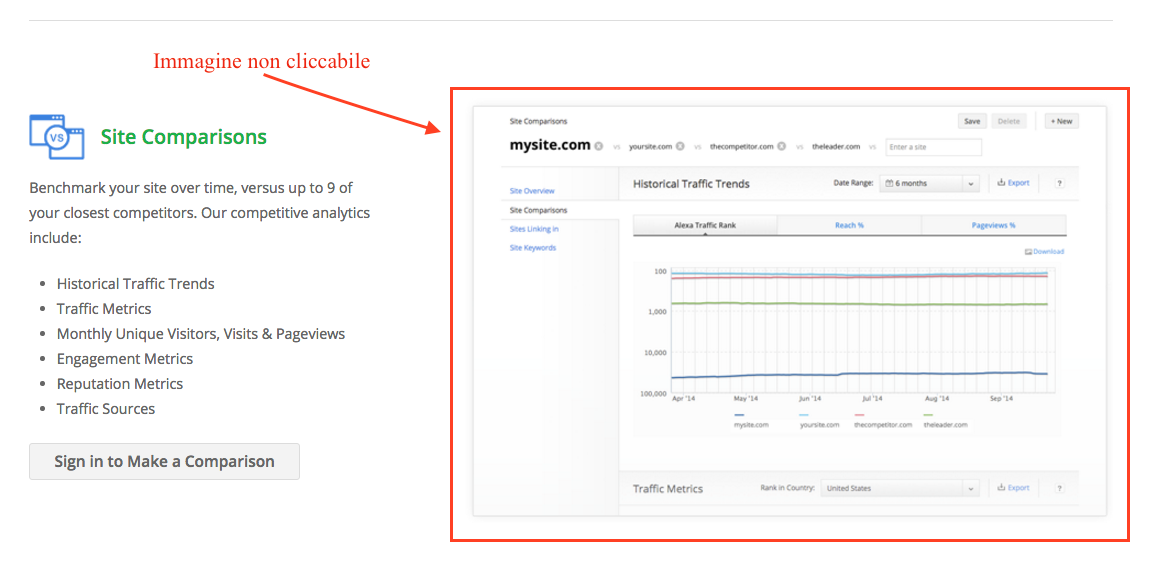 Immagine non cliccabile
VS
Site Comparisons
Benchmark your site over time, versus up to 9 of
your closest competitors. Our competitive analytics
include:
Historical Traffic Trends
Traffic Metrics
Monthly Unique Visitors, Visits & Pageviews
Engagement Metrics
Reputation Metrics
Traffic Sources
Sign in to Make a Comparison
Site Comparisons
Save Delete + New
mysite.com vs yoursite.com vs thecompetitor.com vs theleader.com vs Enter a site
Site Overview
Site Comparisons
Sites Linking in
Site Keywords
Historical Traffic Trends Date Range: 6 months Export ?
Alexa Traffic Rank Reach % Pageviews %
Download
100
1,000
10,000
100,000
Apr '14 May '14 Jun '14 Jul '14 Aug '14 Sep '14
mysite.com yoursite.com thecompetitor.com theleader.com
Traffic Metrics Rank in Country: United States Export ?